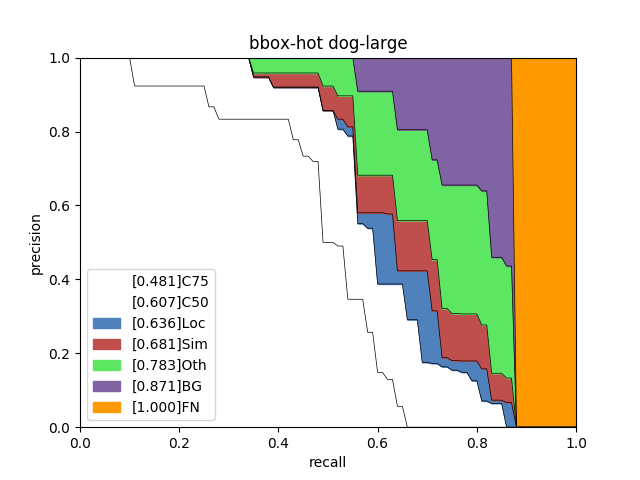 bbox-hot dog-large
precision
1.0
0.8
0.6
0.4
0.2
0.0
[0.481]C75
[0.607]C50
[0.636]Loc
[0.681]Sim
[0.783]Oth
[0.871]BG
[1.000]FN
0.0 0.2 0.4 0.6 0.8 1.0
recall